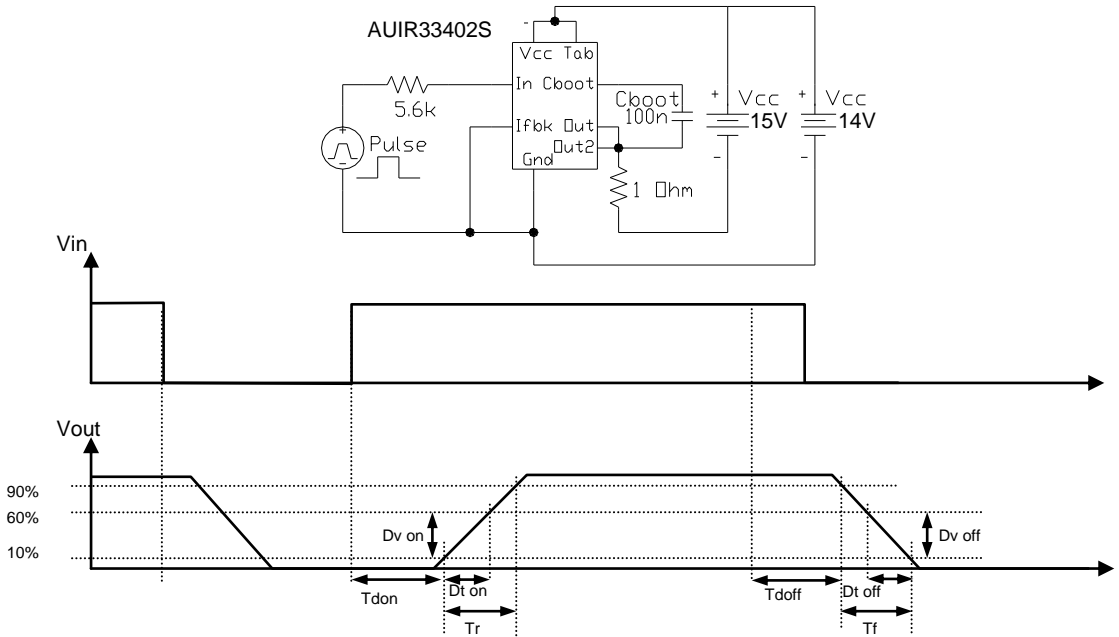 AUIR33402S
-
Vcc Tab
In Cboot
5.6k
Cboot
100n
+ Vcc
15V
-
+ Vcc
14V
-
Ifbk Out
Out2
Gnd
+
Pulse
-
1 Ohm
Vin
Vout
90%
60%
10%
Dv on
Dv off
Tdon
Dt on
Tr
Tdoff
Dt off
Tf